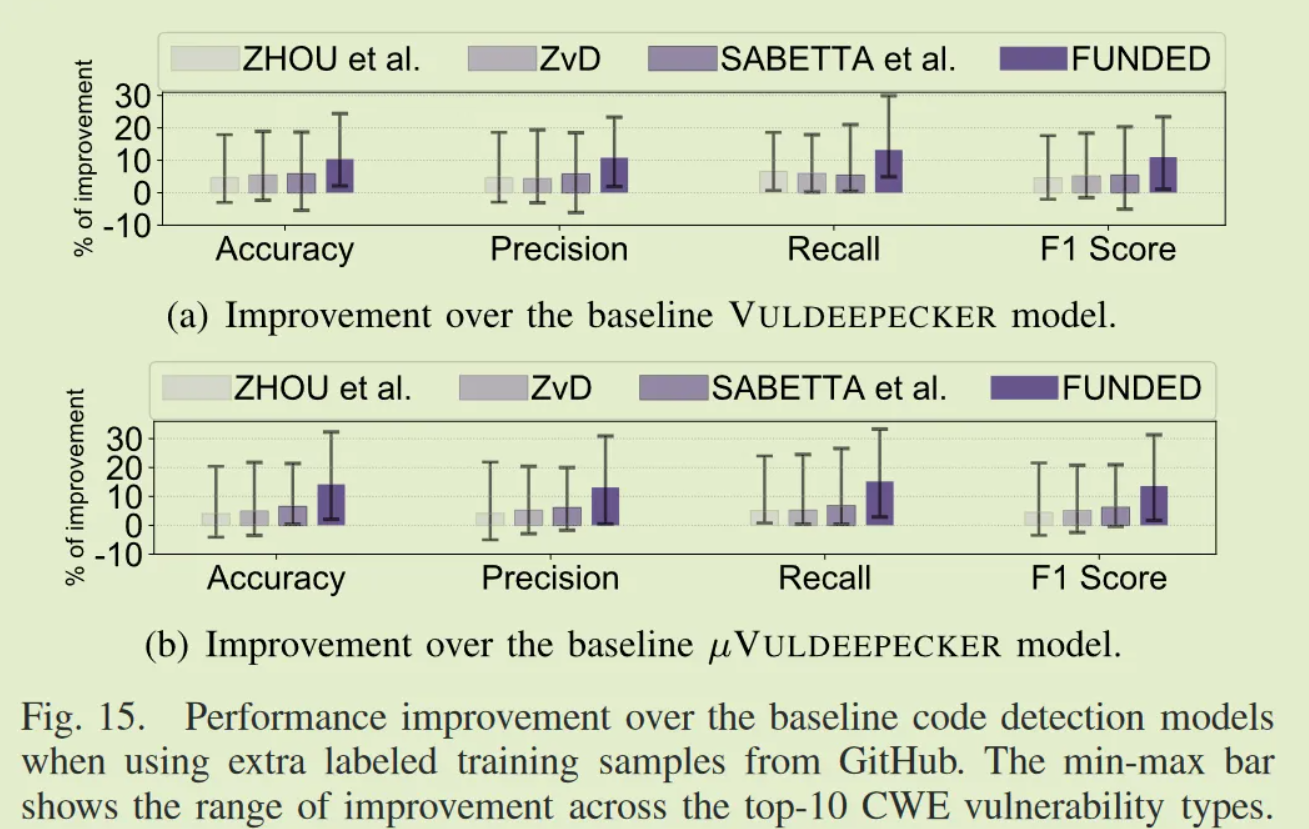 ZHOU et al. ZvD SABETTA et al. FUNDED
% of improvement
30
20
10
0
-10
Accuracy Precision Recall F1 Score
(a) Improvement over the baseline VULDEEPECKER model.
ZHOU et al. ZvD SABETTA et al. FUNDED
% of improvement
30
20
10
0
-10
Accuracy Precision Recall F1 Score
(b) Improvement over the baseline μVULDEEPECKER model.
Fig. 15. Performance improvement over the baseline code detection models
when using extra labeled training samples from GitHub. The min-max bar
shows the range of improvement across the top-10 CWE vulnerability types.